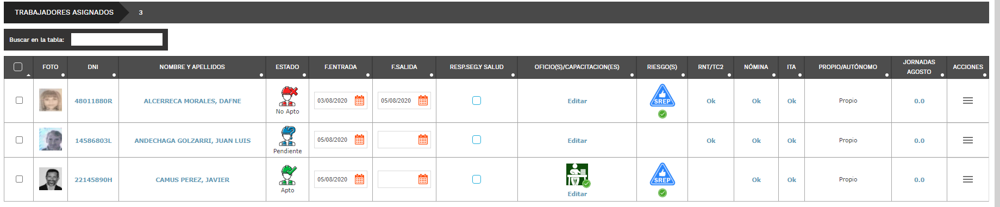 TRABAJADORES ASIGNADOS 3
Buscar en la tabla:
FOTO DNI NOMBRE Y APELLIDOS ESTADO F.ENTRADA F.SALIDA RESP.SEG.Y SALUD OFICIO(S)/CAPACITACION(ES) RIESGO(S) RNT/TC2 NÓMINA ITA PROPIO/AUTÓNOMO JORNADAS AGOSTO ACCIONES
48011880R ALCERRECA MORALES, DAFNE No Apto 03/08/2020 05/08/2020 Editar SREP Ok Ok Ok Propio 0.0
14586803L ANDECHAGA GOLZARRI, JUAN LUIS Pendiente 05/08/2020 Editar Ok Ok Ok Propio 0.0
22145890H CAMUS PEREZ, JAVIER Apto 05/08/2020 Editar SREP Ok Ok Propio 0.0